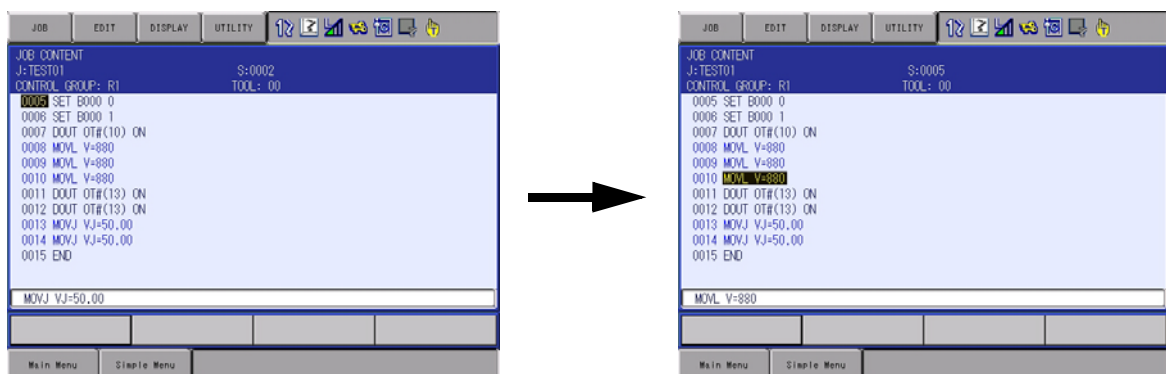 JOB EDIT DISPLAY UTILITY
JOB CONTENT
J:TEST01 S:0002
CONTROL GROUP: R1 TOOL: 00
0005 SET B000 0
0006 SET B000 1
0007 DOUT OT#(10) ON
0008 MOVL V=880
0009 MOVL V=880
0010 MOVL V=880
0011 DOUT OT#(13) ON
0012 DOUT OT#(13) ON
0013 MOVJ VJ=50.00
0014 MOVJ VJ=50.00
0015 END
MOVJ VJ=50.00
Main Menu Simple Menu
JOB EDIT DISPLAY UTILITY
JOB CONTENT
J:TEST01 S:0005
CONTROL GROUP: R1 TOOL: 00
0005 SET B000 0
0006 SET B000 1
0007 DOUT OT#(10) ON
0008 MOVL V=880
0009 MOVL V=880
0010 MOVL V=880
0011 DOUT OT#(13) ON
0012 DOUT OT#(13) ON
0013 MOVJ VJ=50.00
0014 MOVJ VJ=50.00
0015 END
MOVL V=880
Main Menu Simple Menu